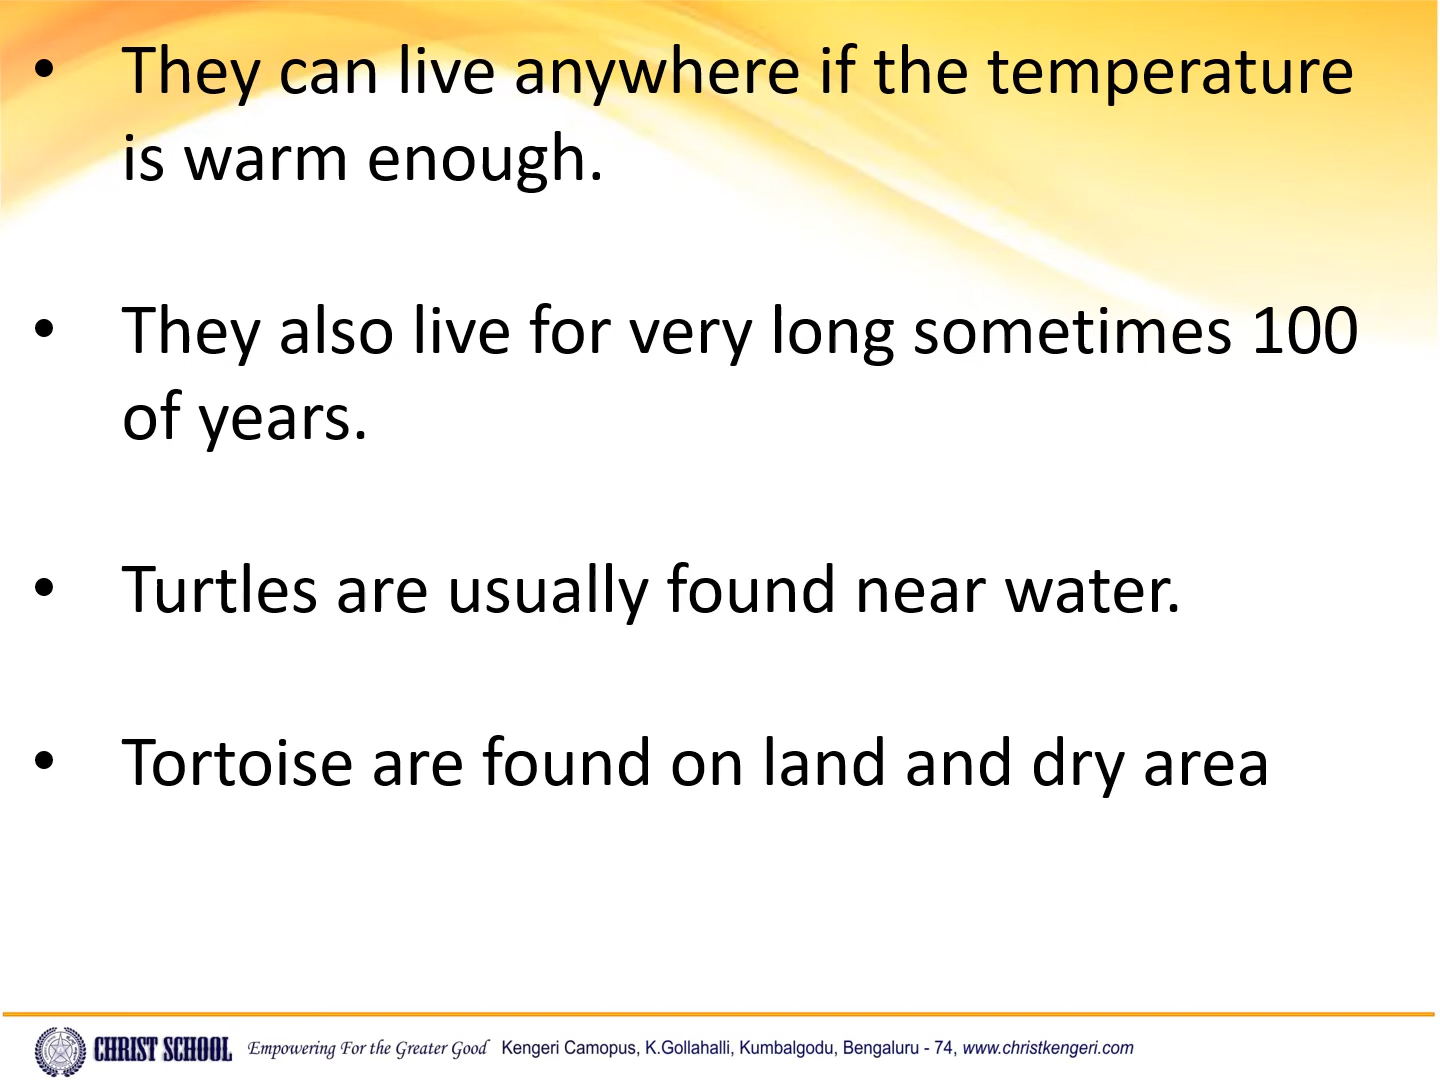 • They can live anywhere if the temperature
is warm enough.
• They also live for very long sometimes 100
of years.
• Turtles are usually found near water.
• Tortoise are found on land and dry area
CHRIST SCHOOL Empowering For the Greater Good Kengeri Camopus, K.Gollahalli, Kumbalgodu, Bengaluru - 74, www.christkengeri.com